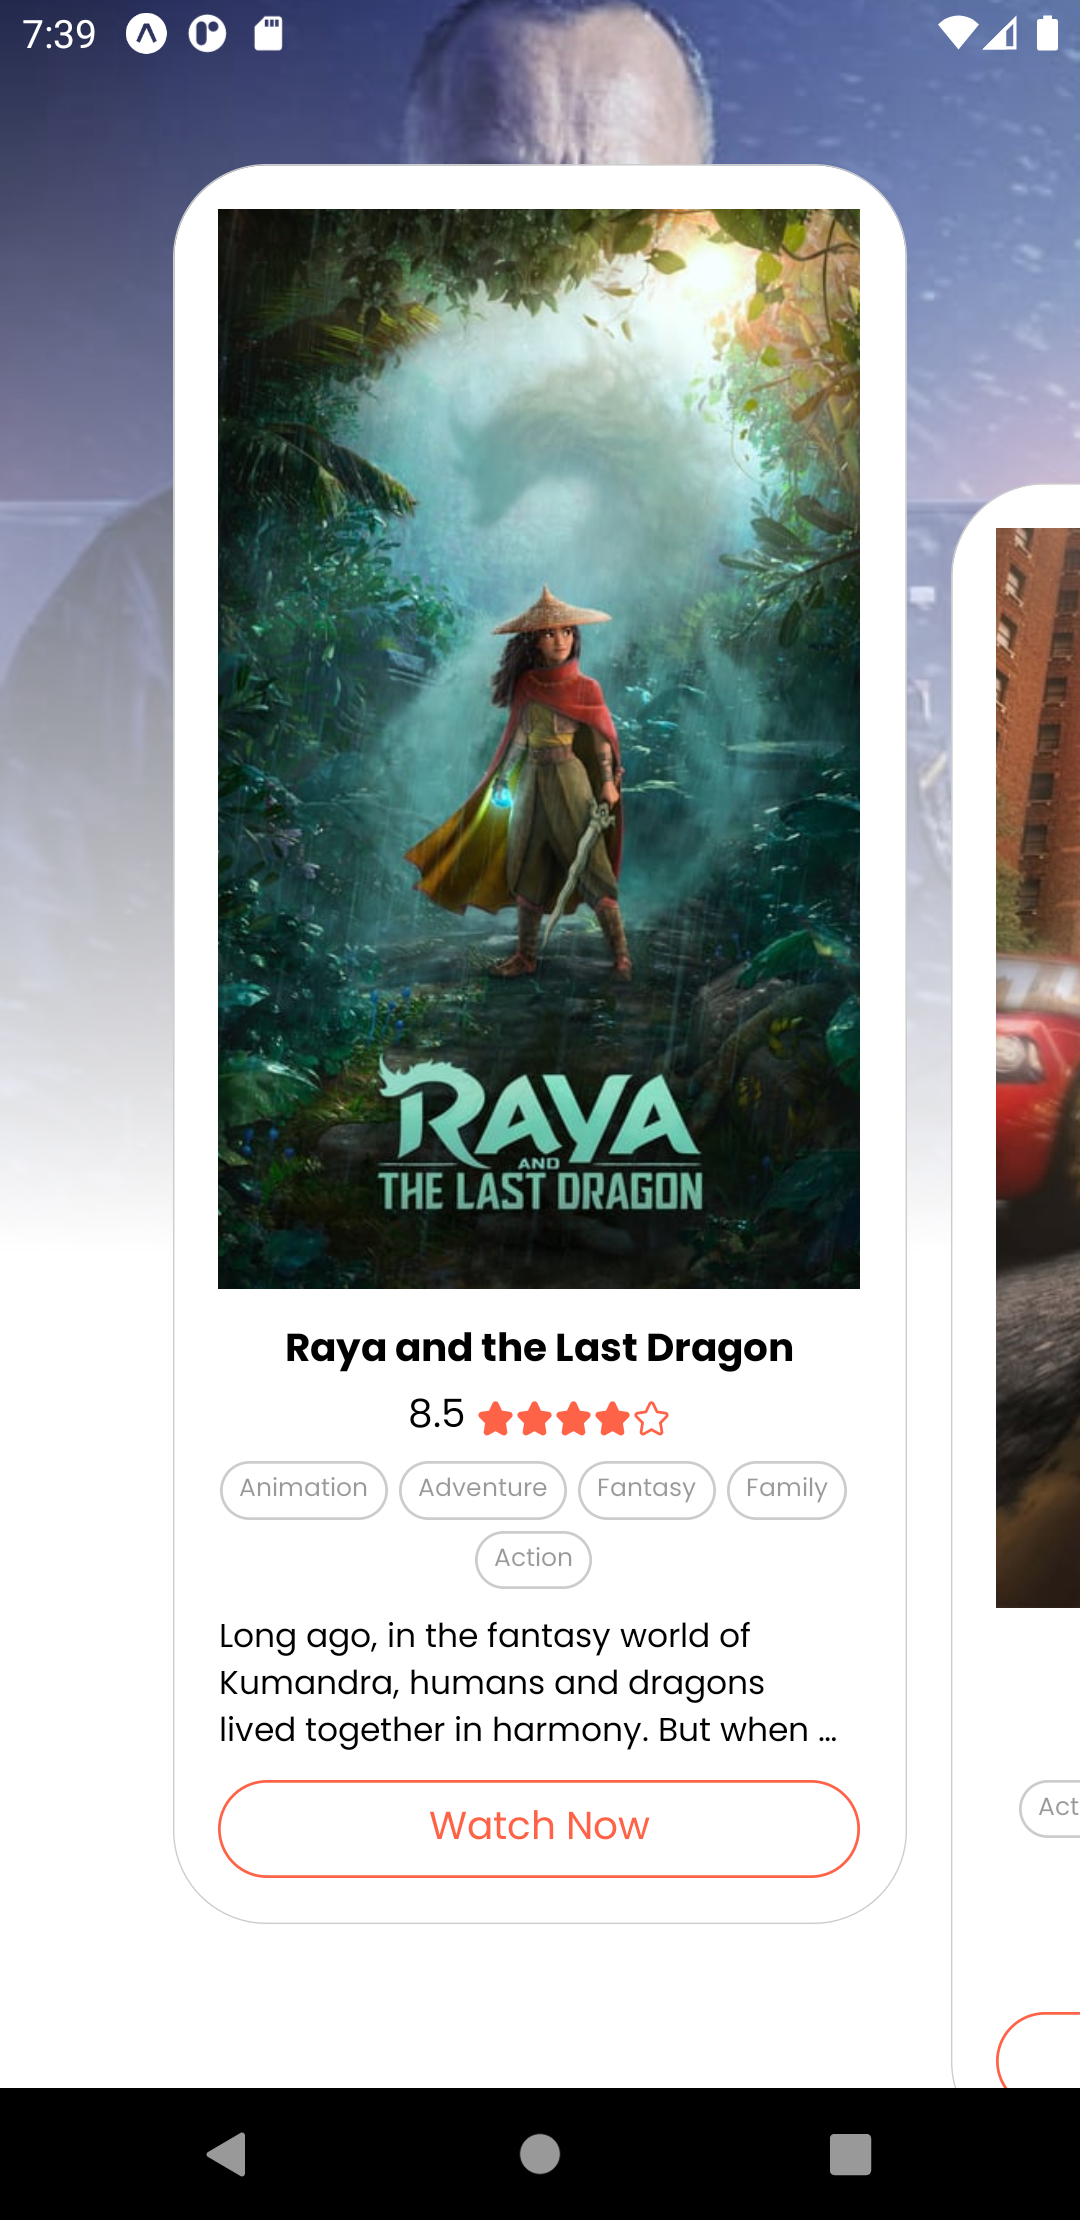 7:39
RAYA
AND
THE LAST DRAGON
Raya and the Last Dragon
8.5
Animation Adventure Fantasy Family
Action
Long ago, in the fantasy world of
Kumandra, humans and dragons
lived together in harmony. But when ...
Watch Now
Act